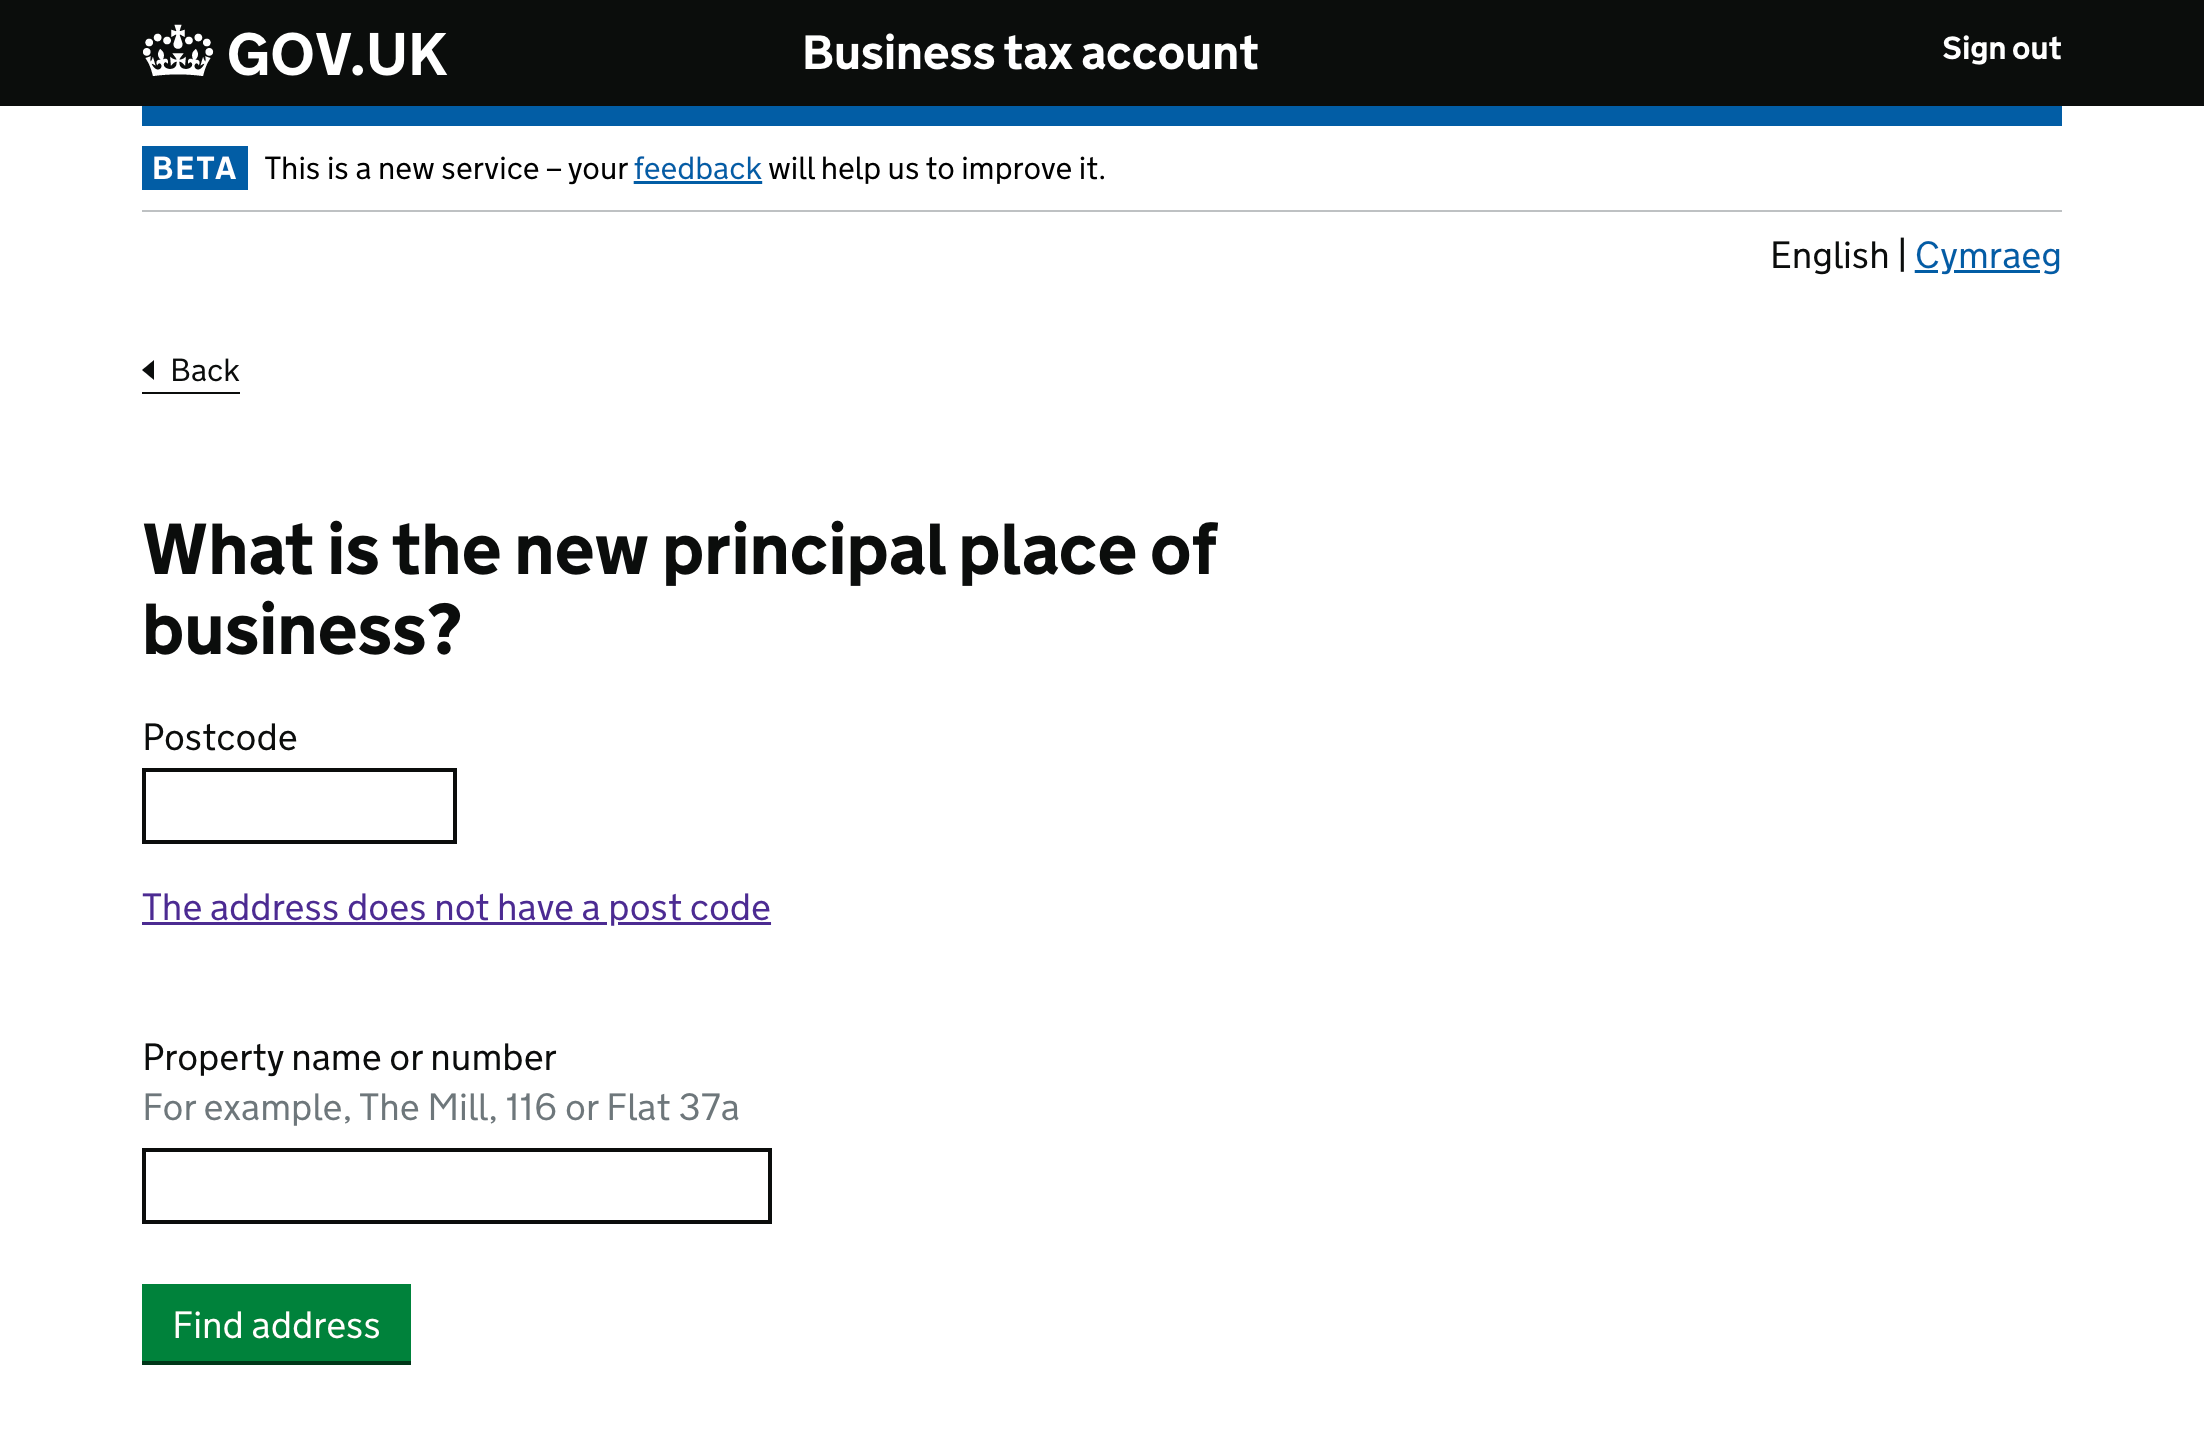 GOV.UK
Business tax account
Sign out
BETA This is a new service – your feedback will help us to improve it.
English | Cymraeg
Back
What is the new principal place of
business?
Postcode
The address does not have a post code
Property name or number
For example, The Mill, 116 or Flat 37a
Find address